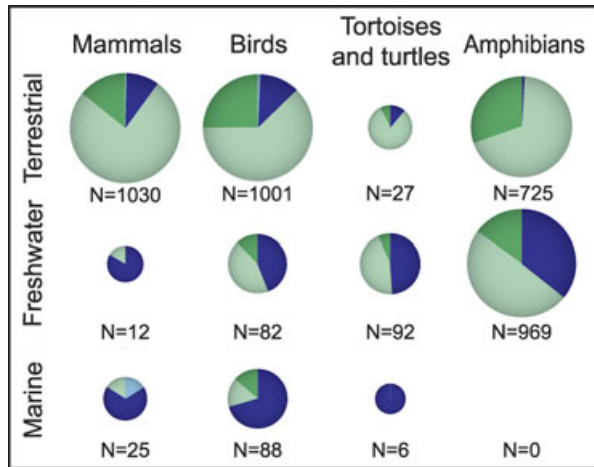 Mammals
Birds
Tortoises
and turtles
Amphibians
Terrestrial
N=1030
N=1001
N=27
N=725
Freshwater
N=12
N=82
N=92
N=969
Marine
N=25
N=88
N=6
N=0